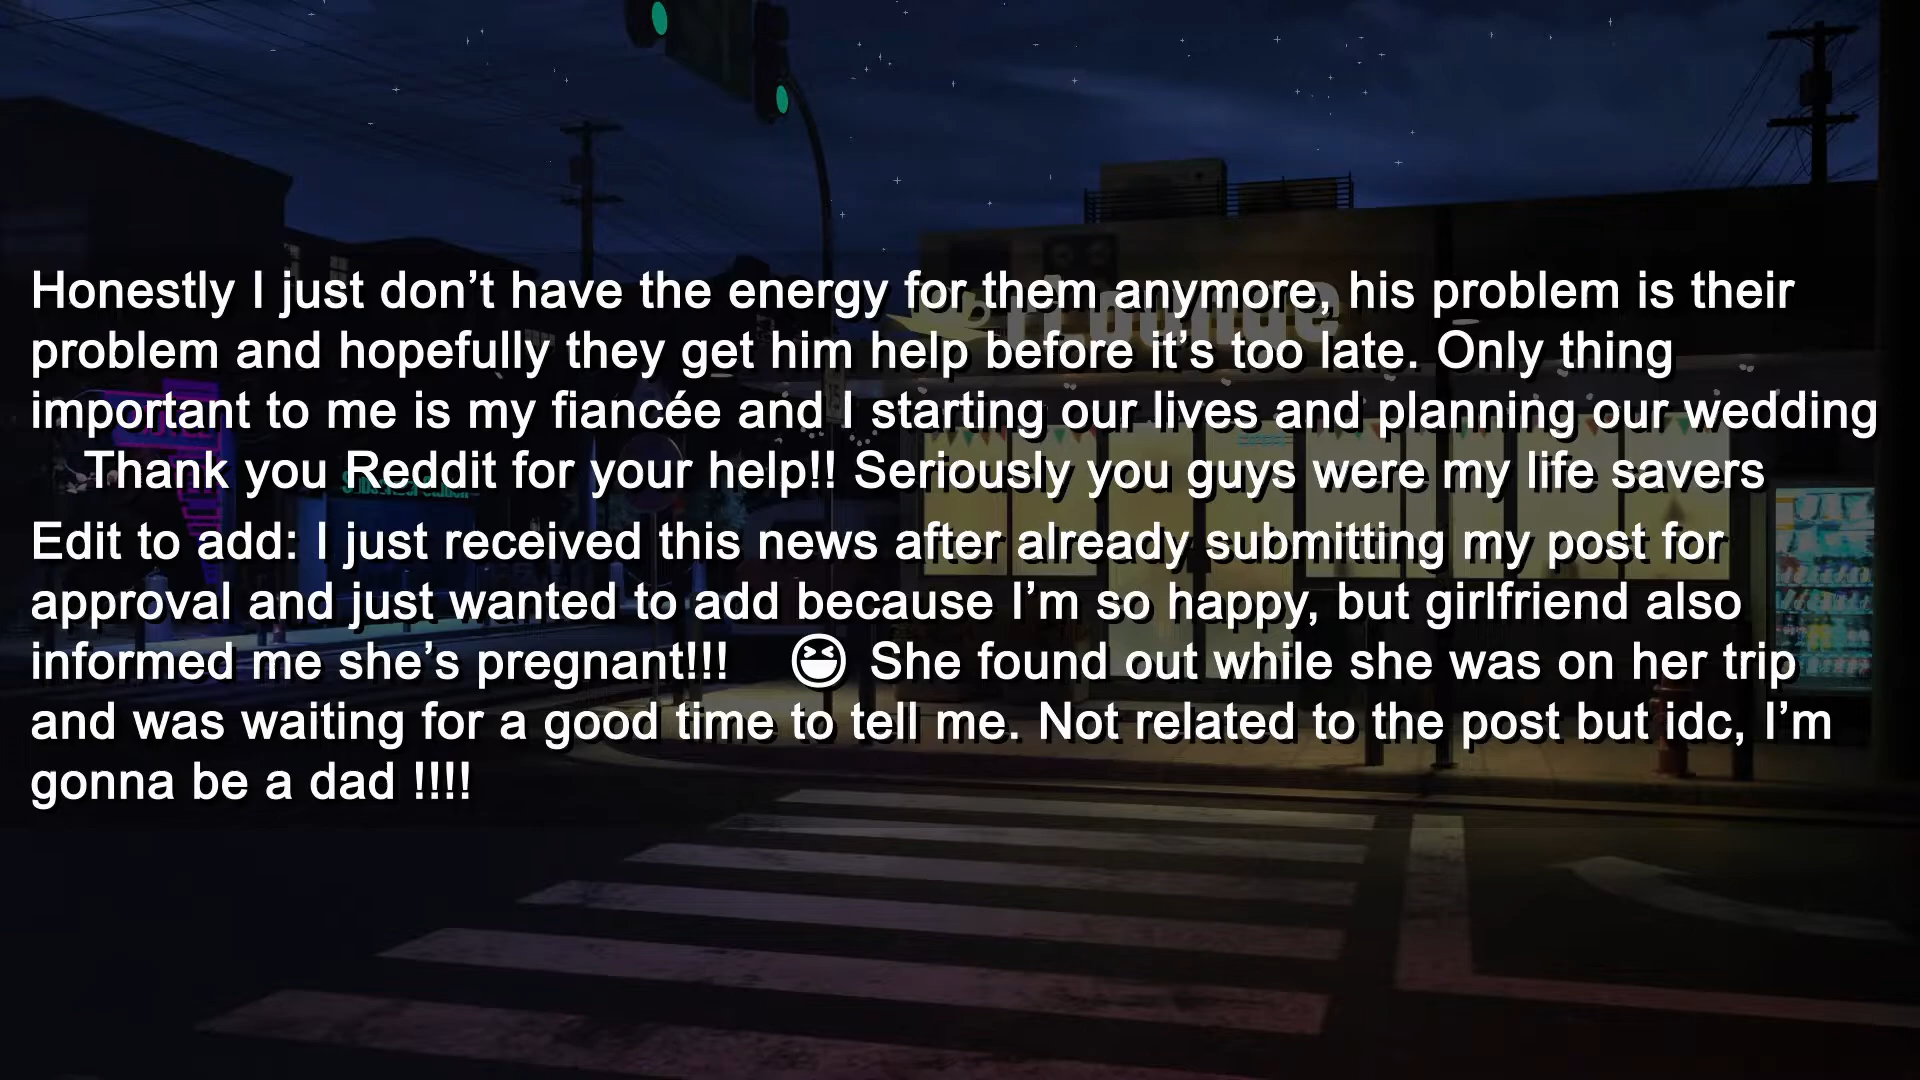 Honestly I just don’t have the energy for them anymore, his problem is their
problem and hopefully they get him help before it’s too late. Only thing
important to me is my fiancée and I starting our lives and planning our wedding
Thank you Reddit for your help!! Seriously you guys were my life savers
Edit to add: I just received this news after already submitting my post for
approval and just wanted to add because I’m so happy, but girlfriend also
informed me she’s pregnant!!! 😆 She found out while she was on her trip
and was waiting for a good time to tell me. Not related to the post but idc, I’m
gonna be a dad !!!!